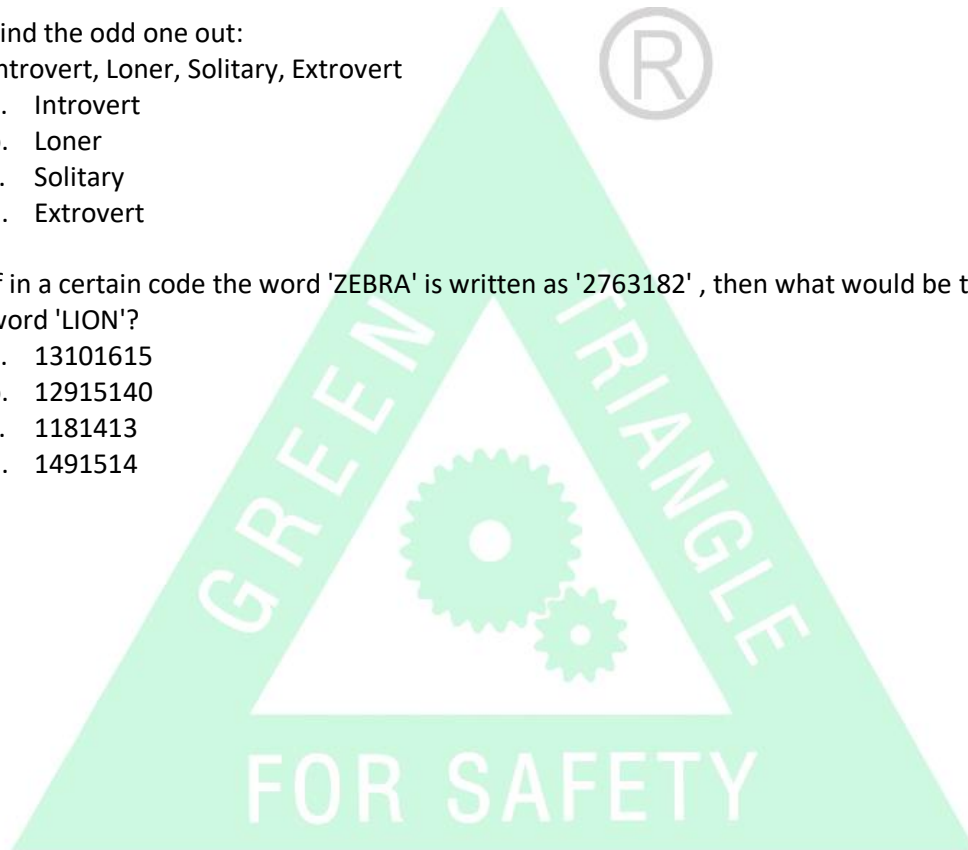 ind the odd one out:
ntrovert, Loner, Solitary, Extrovert
. Introvert
. Loner
. Solitary
. Extrovert
in a certain code the word 'ZEBRA' is written as '2763182' , then what would be t
word 'LION'?
. 13101615
. 12915140
. 1181413
. 1491514
®
GREEN TRIANGLE
FOR SAFETY